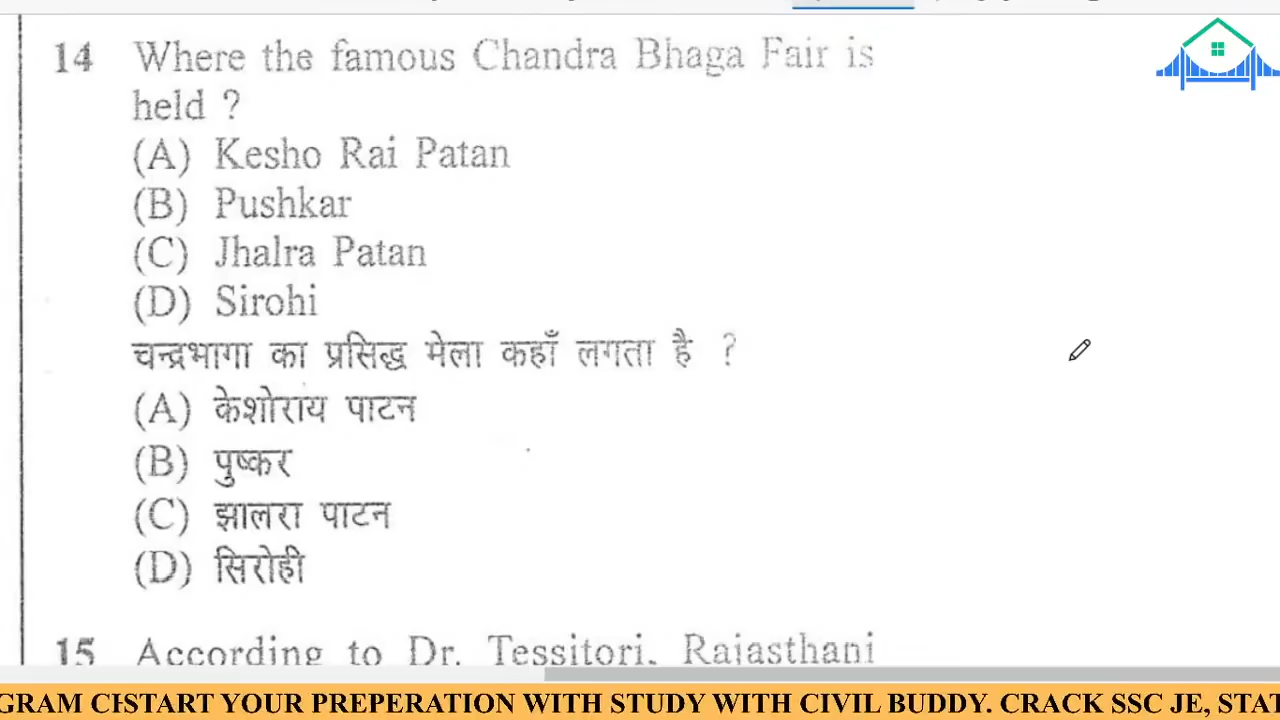 14 Where the famous Chandra Bhaga Fair is
held ?
(A) Kesho Rai Patan
(B) Pushkar
(C) Jhalra Patan
(D) Sirohi
चन्द्रभागा का प्रसिद्ध मेला कहाँ लगता है ?
(A) केशोराय पाटन
(B) पुष्कर
(C) झालरा पाटन
(D) सिरोही
15 According to Dr. Tessitori, Rajasthani
GRAM CHSTART YOUR PREPERATION WITH STUDY WITH CIVIL BUDDY. CRACK SSC JE, STAT